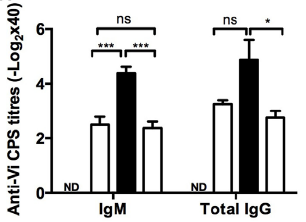 ns
*** ***
ns
*
Anti-Vi CPS titres (-Log₂x40)
6
4
2
0
ND
ND
IgM
Total IgG